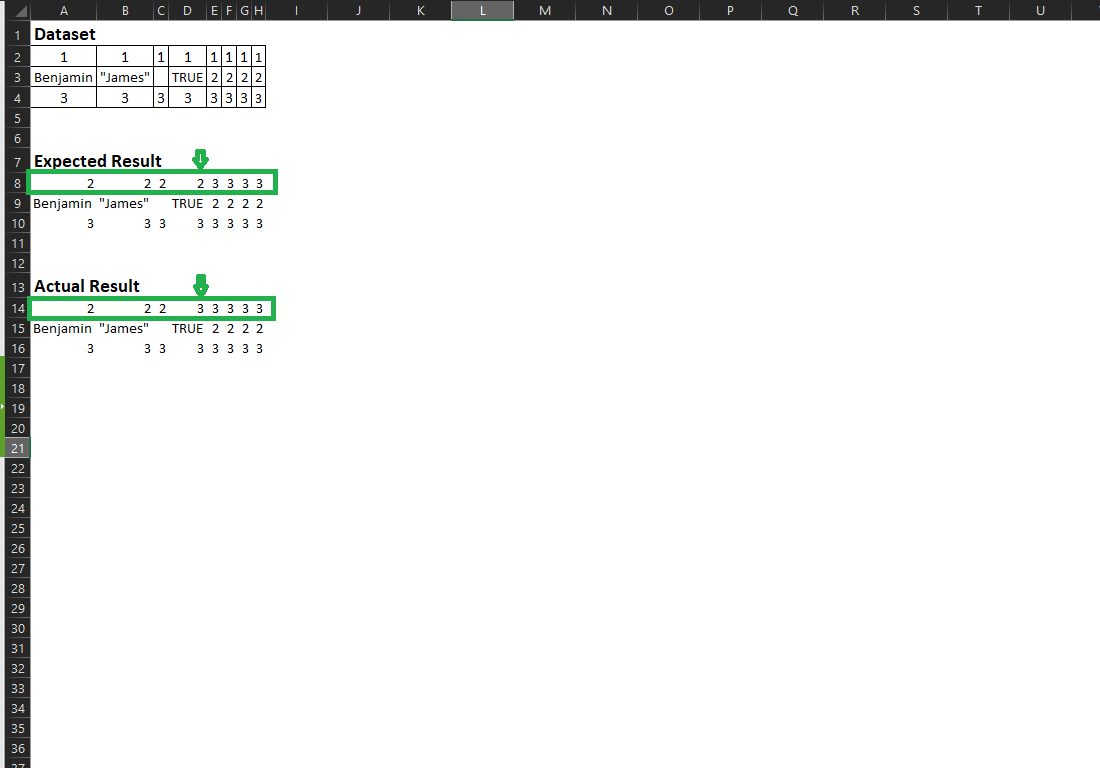 A B C D E F G H I J K L M N O P Q R S T U
1 Dataset
2 1 1 1 1 1 1 1 1
3 Benjamin "James" TRUE 2 2 2 2
4 3 3 3 3 3 3 3 3
5
6
7 Expected Result
8 2 2 2 2 3 3 3 3
9 Benjamin "James" TRUE 2 2 2 2
10 3 3 3 3 3 3 3 3
11
12
13 Actual Result
14 2 2 2 3 3 3 3 3
15 Benjamin "James" TRUE 2 2 2 2
16 3 3 3 3 3 3 3 3
17
18
19
20
21
22
23
24
25
26
27
28
29
30
31
32
33
34
35
36
37